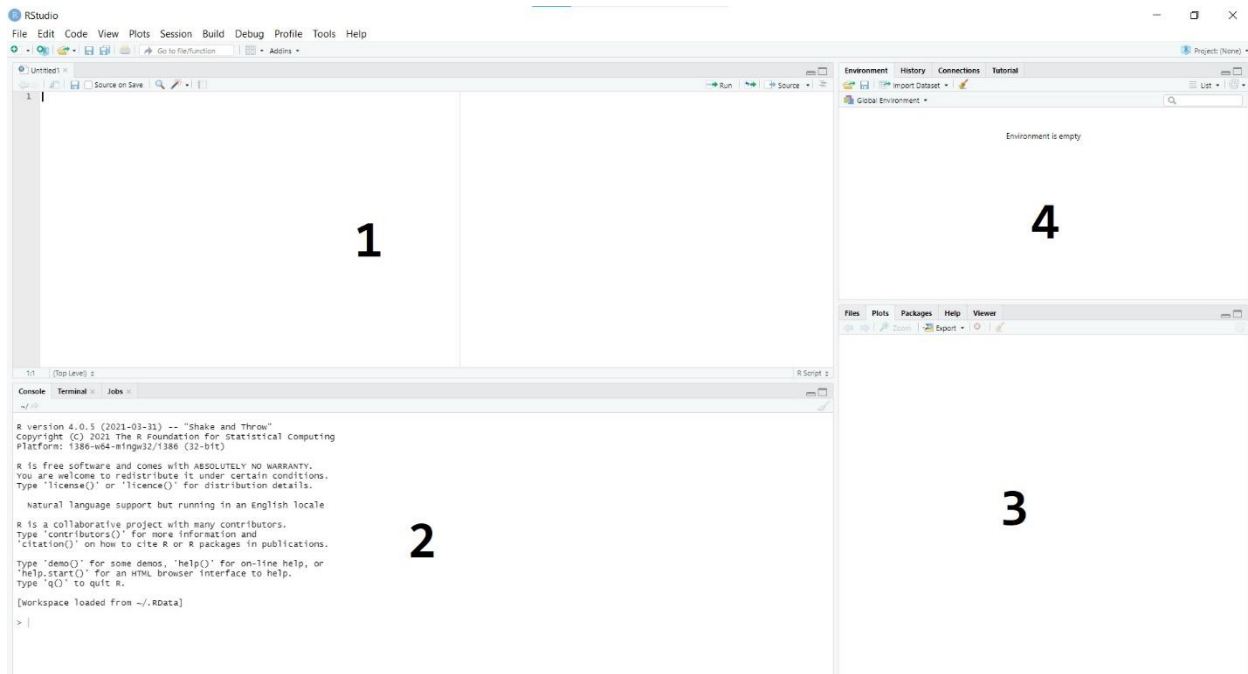 RStudio
File Edit Code View Plots Session Build Debug Profile Tools Help
Go to file/function Addins
Project: (None)
Untitled1
Source on Save Run Source
1
1
1:1 (Top Level) R Script
Console Terminal Jobs
~/
R version 4.0.5 (2021-03-31) -- "Shake and Throw"
Copyright (C) 2021 The R Foundation for Statistical Computing
Platform: i386-w64-mingw32/i386 (32-bit)
R is free software and comes with ABSOLUTELY NO WARRANTY.
You are welcome to redistribute it under certain conditions.
Type 'license()' or 'licence()' for distribution details.
Natural language support but running in an English locale
R is a collaborative project with many contributors.
Type 'contributors()' for more information and
'citation()' on how to cite R or R packages in publications.
Type 'demo()' for some demos, 'help()' for on-line help, or
'help.start()' for an HTML browser interface to help.
Type 'q()' to quit R.
[Workspace loaded from ~/.RData]
>
2
Environment History Connections Tutorial
Import Dataset List
Global Environment
Environment is empty
4
Files Plots Packages Help Viewer
Zoom Export
3